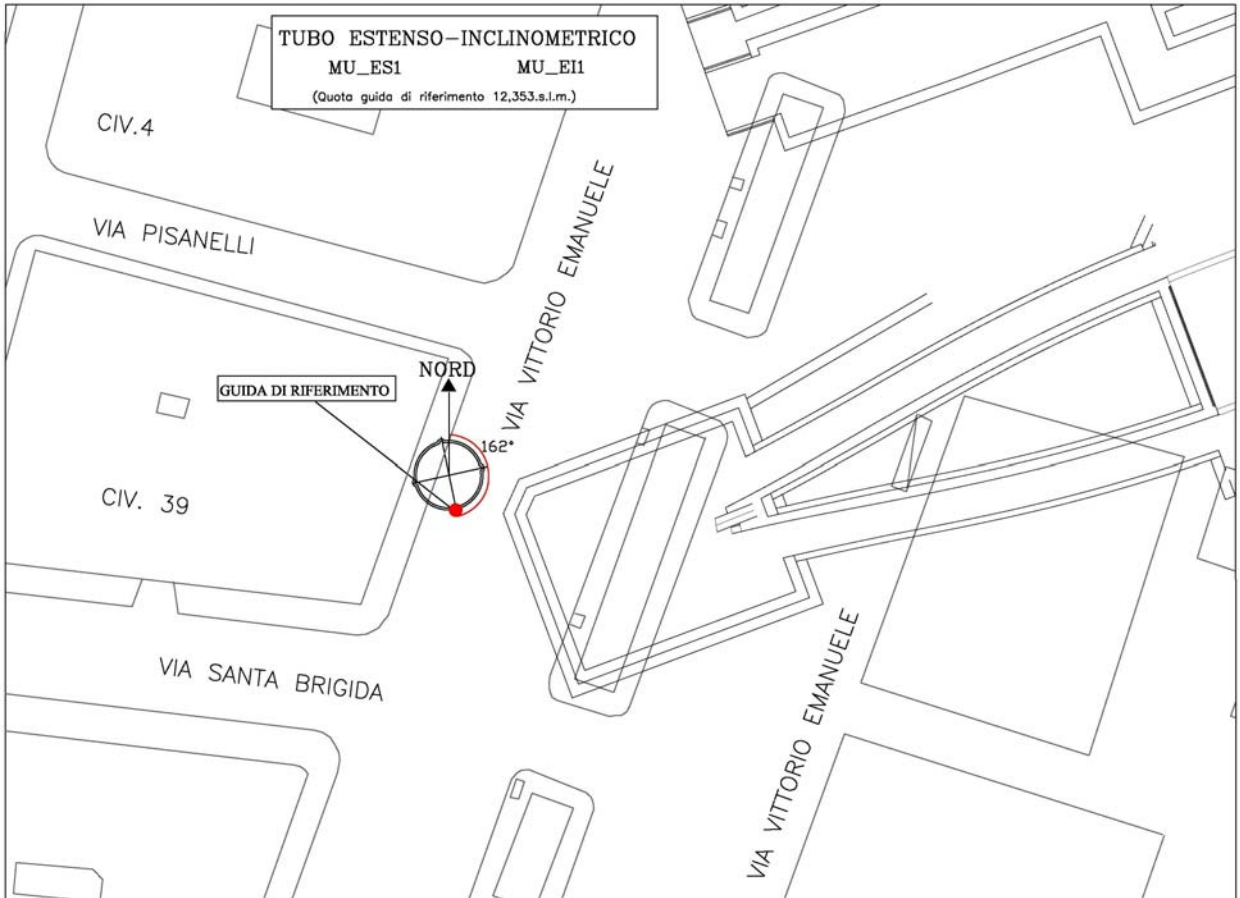 TUBO ESTENSO-INCLINOMETRICO
MU_ES1 MU_EI1
(Quota guida di riferimento 12,353.s.l.m.)
CIV.4
VIA PISANELLI
VIA VITTORIO EMANUELE
NORD
GUIDA DI RIFERIMENTO
162°
CIV. 39
VIA SANTA BRIGIDA
VIA VITTORIO EMANUELE